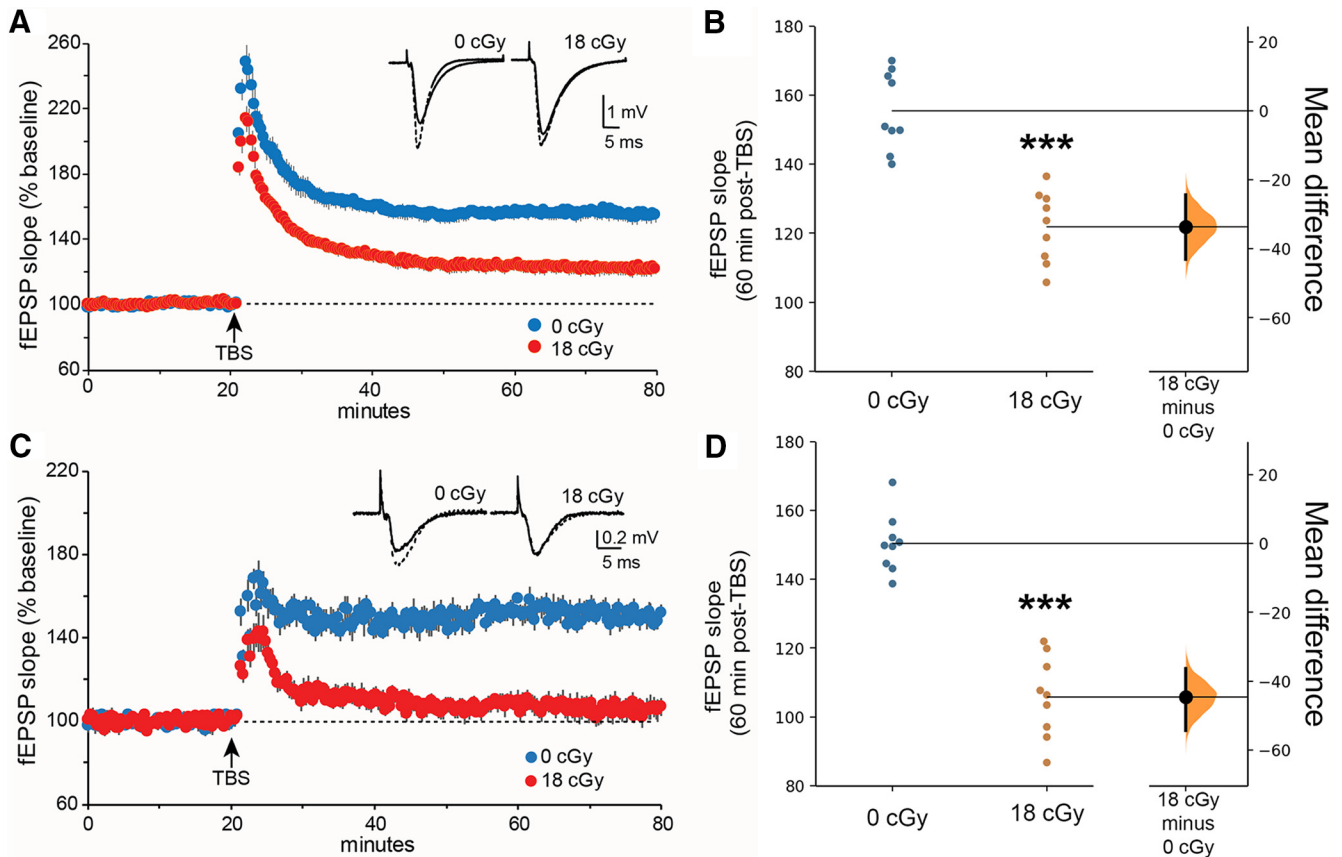 A
fEPSP slope (% baseline)
260
220
180
140
100
60
0 cGy
18 cGy
1 mV
5 ms
TBS
0 cGy
18 cGy
0
20
40
60
80
minutes
B
fEPSP slope
(60 min post-TBS)
180
160
140
120
100
80
***
20
0
−20
−40
−60
Mean difference
0 cGy
18 cGy
18 cGy
minus
0 cGy
C
fEPSP slope (% baseline)
220
180
140
100
60
0 cGy
18 cGy
0.2 mV
5 ms
TBS
0 cGy
18 cGy
0
20
40
60
80
minutes
D
fEPSP slope
(60 min post-TBS)
180
160
140
120
100
80
***
20
0
−20
−40
−60
Mean difference
0 cGy
18 cGy
18 cGy
minus
0 cGy